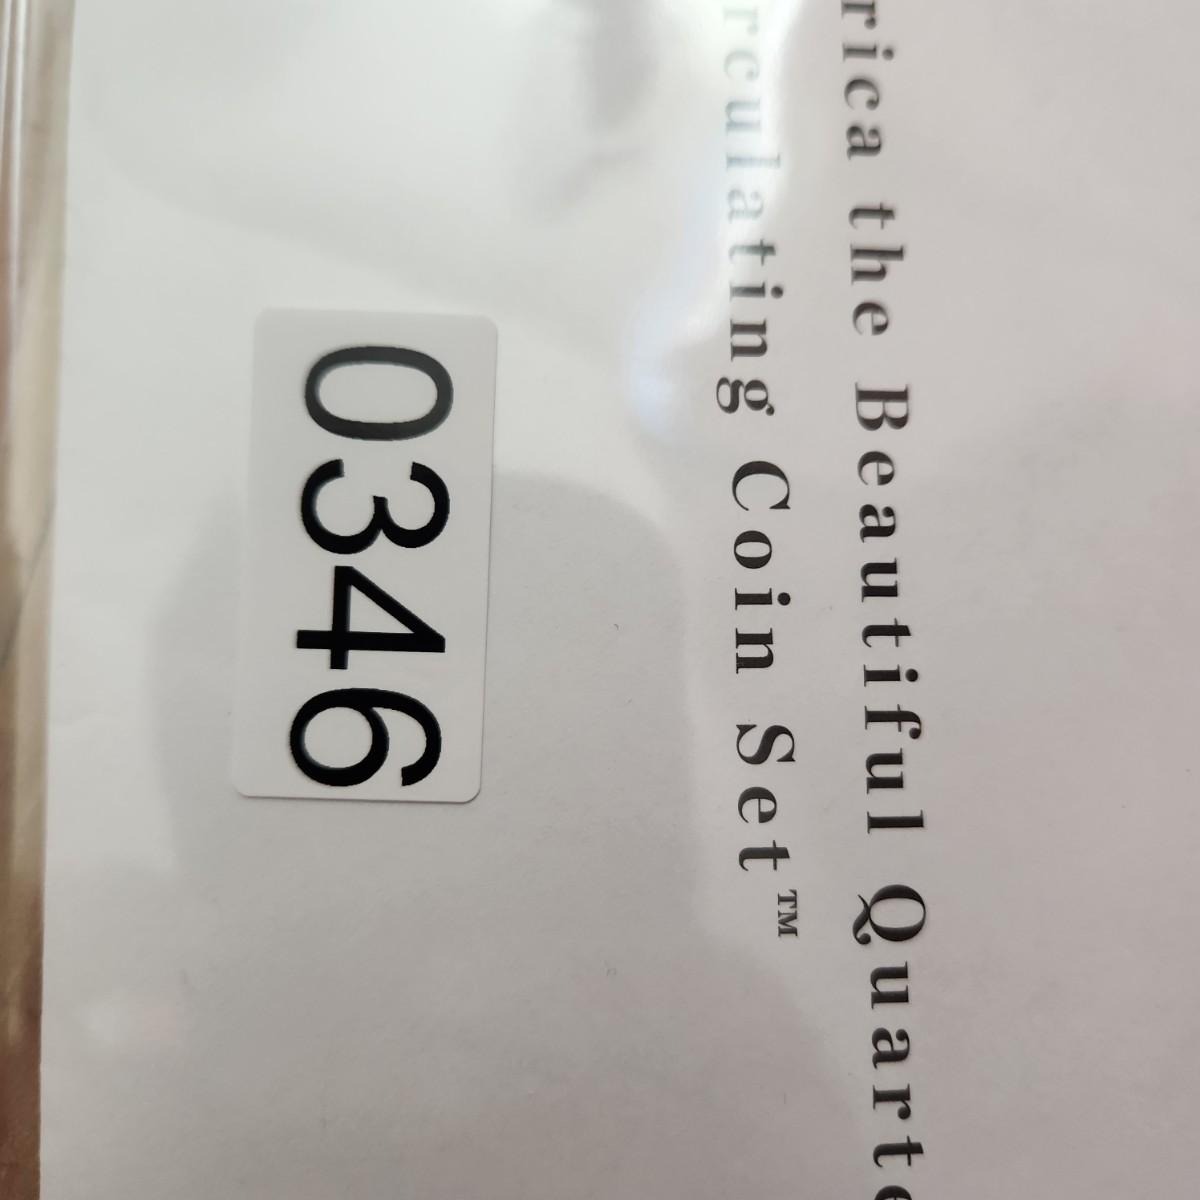 rica the Beautiful Quarte
rculating Coin Set™
0346